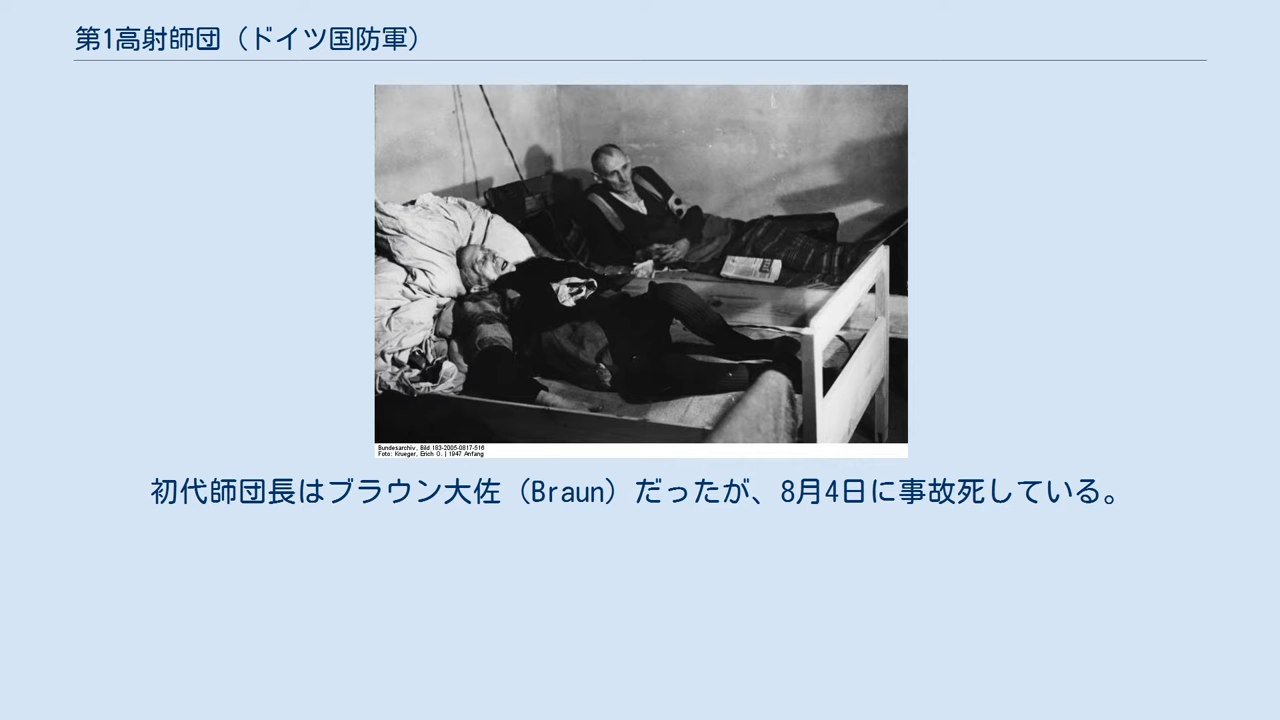 第1高射師団（ドイツ国防軍）
Bundesarchiv, Bild 183-2005-0817-516
Foto: Krueger, Erich O. | 1947 Anfang
初代師団長はブラウン大佐（Braun）だったが、8月4日に事故死している。